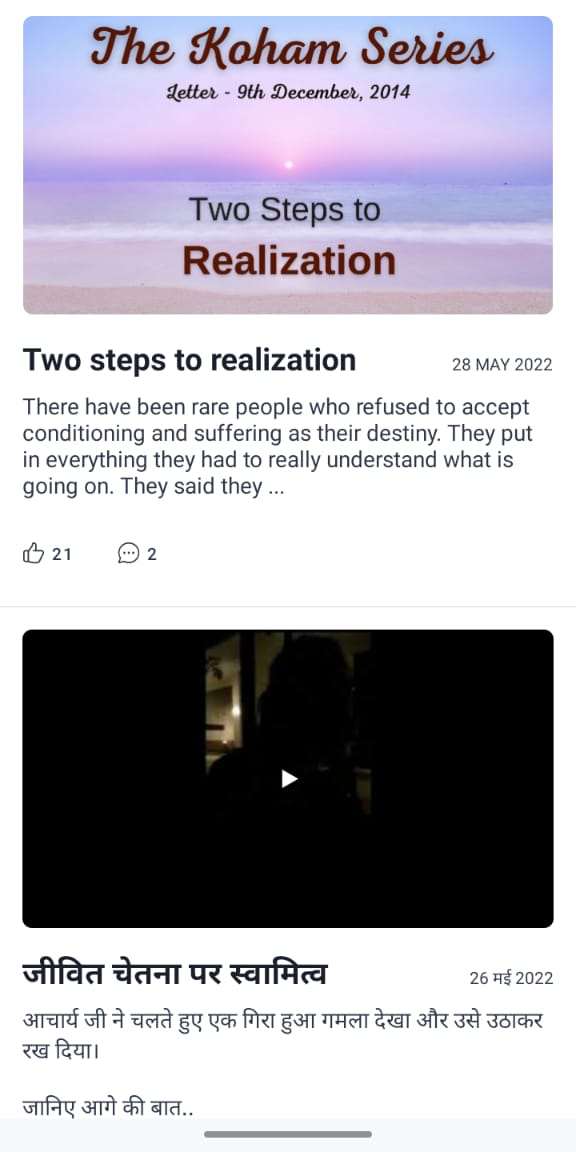 The Koham Series
Letter - 9th December, 2014
Two Steps to
Realization
Two steps to realization
28 MAY 2022
There have been rare people who refused to accept
conditioning and suffering as their destiny. They put
in everything they had to really understand what is
going on. They said they ...
21
2
जीवित चेतना पर स्वामित्व
26 मई 2022
आचार्य जी ने चलते हुए एक गिरा हुआ गमला देखा और उसे उठाकर
रख दिया।
जानिए आगे की बात..